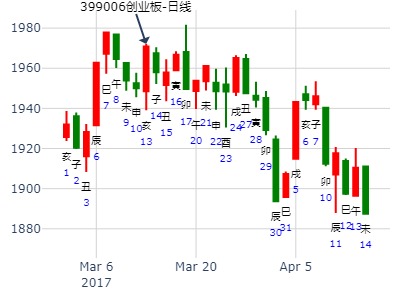 399006创业板-日线
1980
1960
1940
1920
1900
1880
亥 1
子 2
丑 3
辰 6
巳 7
午 8
未 9
申 10
亥 13
子 14
丑 15
寅 16
卯 17
午 20
未 21
申 22
酉 23
戌 24
丑 27
寅 28
卯 29
辰 30
巳 31
戌 5
亥 6
子 7
卯 10
辰 11
巳 12
午 13
未 14
Mar 6
2017
Mar 20
Apr 5